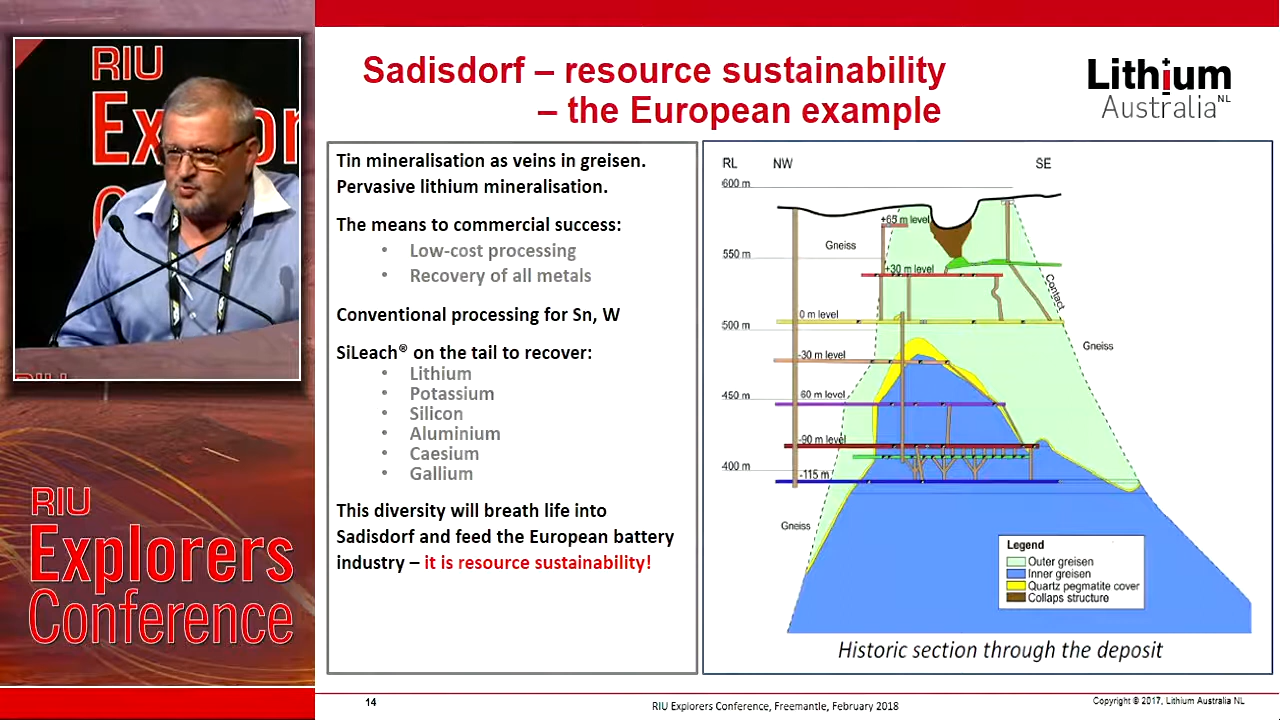 RIU
Explorers
Conference
Sadisdorf – resource sustainability
– the European example
Lithium
Australia NL
Tin mineralisation as veins in greisen.
Pervasive lithium mineralisation.
The means to commercial success:
• Low-cost processing
• Recovery of all metals
Conventional processing for Sn, W
SiLeach® on the tail to recover:
• Lithium
• Potassium
• Silicon
• Aluminium
• Caesium
• Gallium
This diversity will breath life into
Sadisdorf and feed the European battery
industry – it is resource sustainability!
RL NW SE
600 m
+65 m level
Gneiss
550 m
+30 m level
Contact
0 m level
500 m
Gneiss
-30 m level
450 m
60 m level
-90 m level
400 m
-115 m
Gneiss
Legend
Outer greisen
Inner greisen
Quartz pegmatite cover
Collaps structure
Historic section through the deposit
14
RIU Explorers Conference, Freemantle, February 2018
Copyright © 2017, Lithium Australia NL
RIU